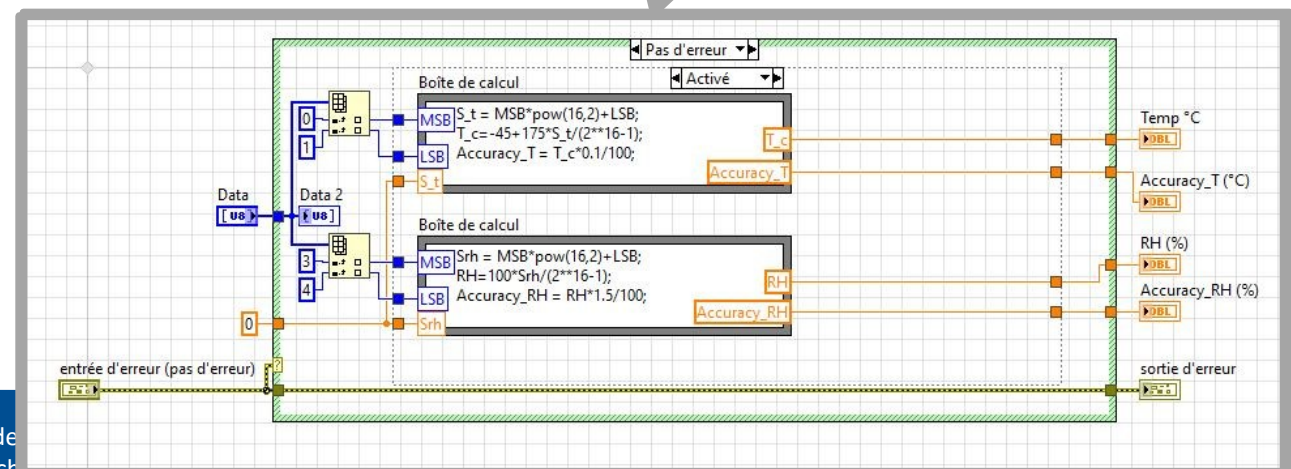 Pas d'erreur
Activé
Boîte de calcul
0
1
MSB
LSB
S_t
S_t = MSB*pow(16,2)+LSB;
T_c=-45+175*S_t/(2**16-1);
Accuracy_T = T_c*0.1/100;
T_c
Accuracy_T
Temp °C
DBL
Accuracy_T (°C)
DBL
Data
[U8]
Data 2
[U8]
Boîte de calcul
3
4
MSB
LSB
Srh
Srh = MSB*pow(16,2)+LSB;
RH=100*Srh/(2**16-1);
Accuracy_RH = RH*1.5/100;
RH
Accuracy_RH
RH (%)
DBL
Accuracy_RH (%)
DBL
0
entrée d'erreur (pas d'erreur)
?
sortie d'erreur
de